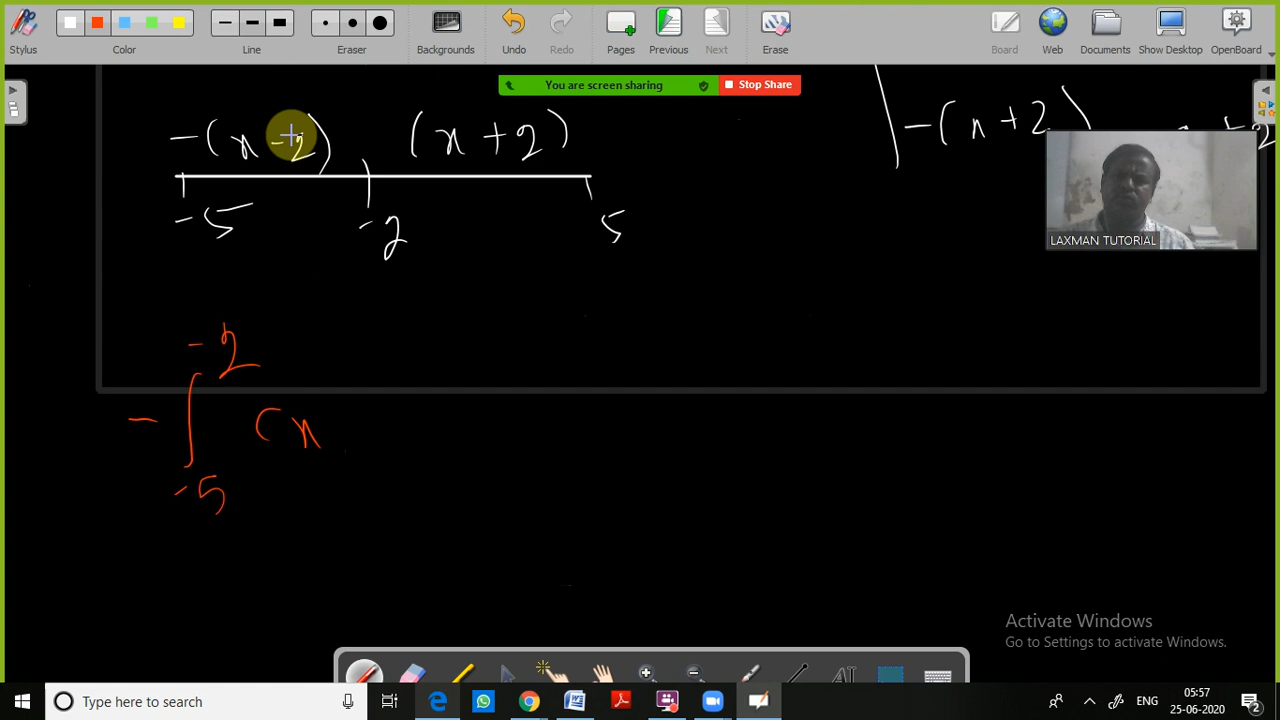 Stylus Color Line Eraser Backgrounds Undo Redo Pages Previous Next Erase Board Web Documents Show Desktop OpenBoard
You are screen sharing Stop Share
-(x-2) (x+2) -(x+2)
-5 -2 5
LAXMAN TUTORIAL
-2
- ∫ (x
-5
Activate Windows
Go to Settings to activate Windows.
Type here to search ENG 05:57
25-06-2020 2